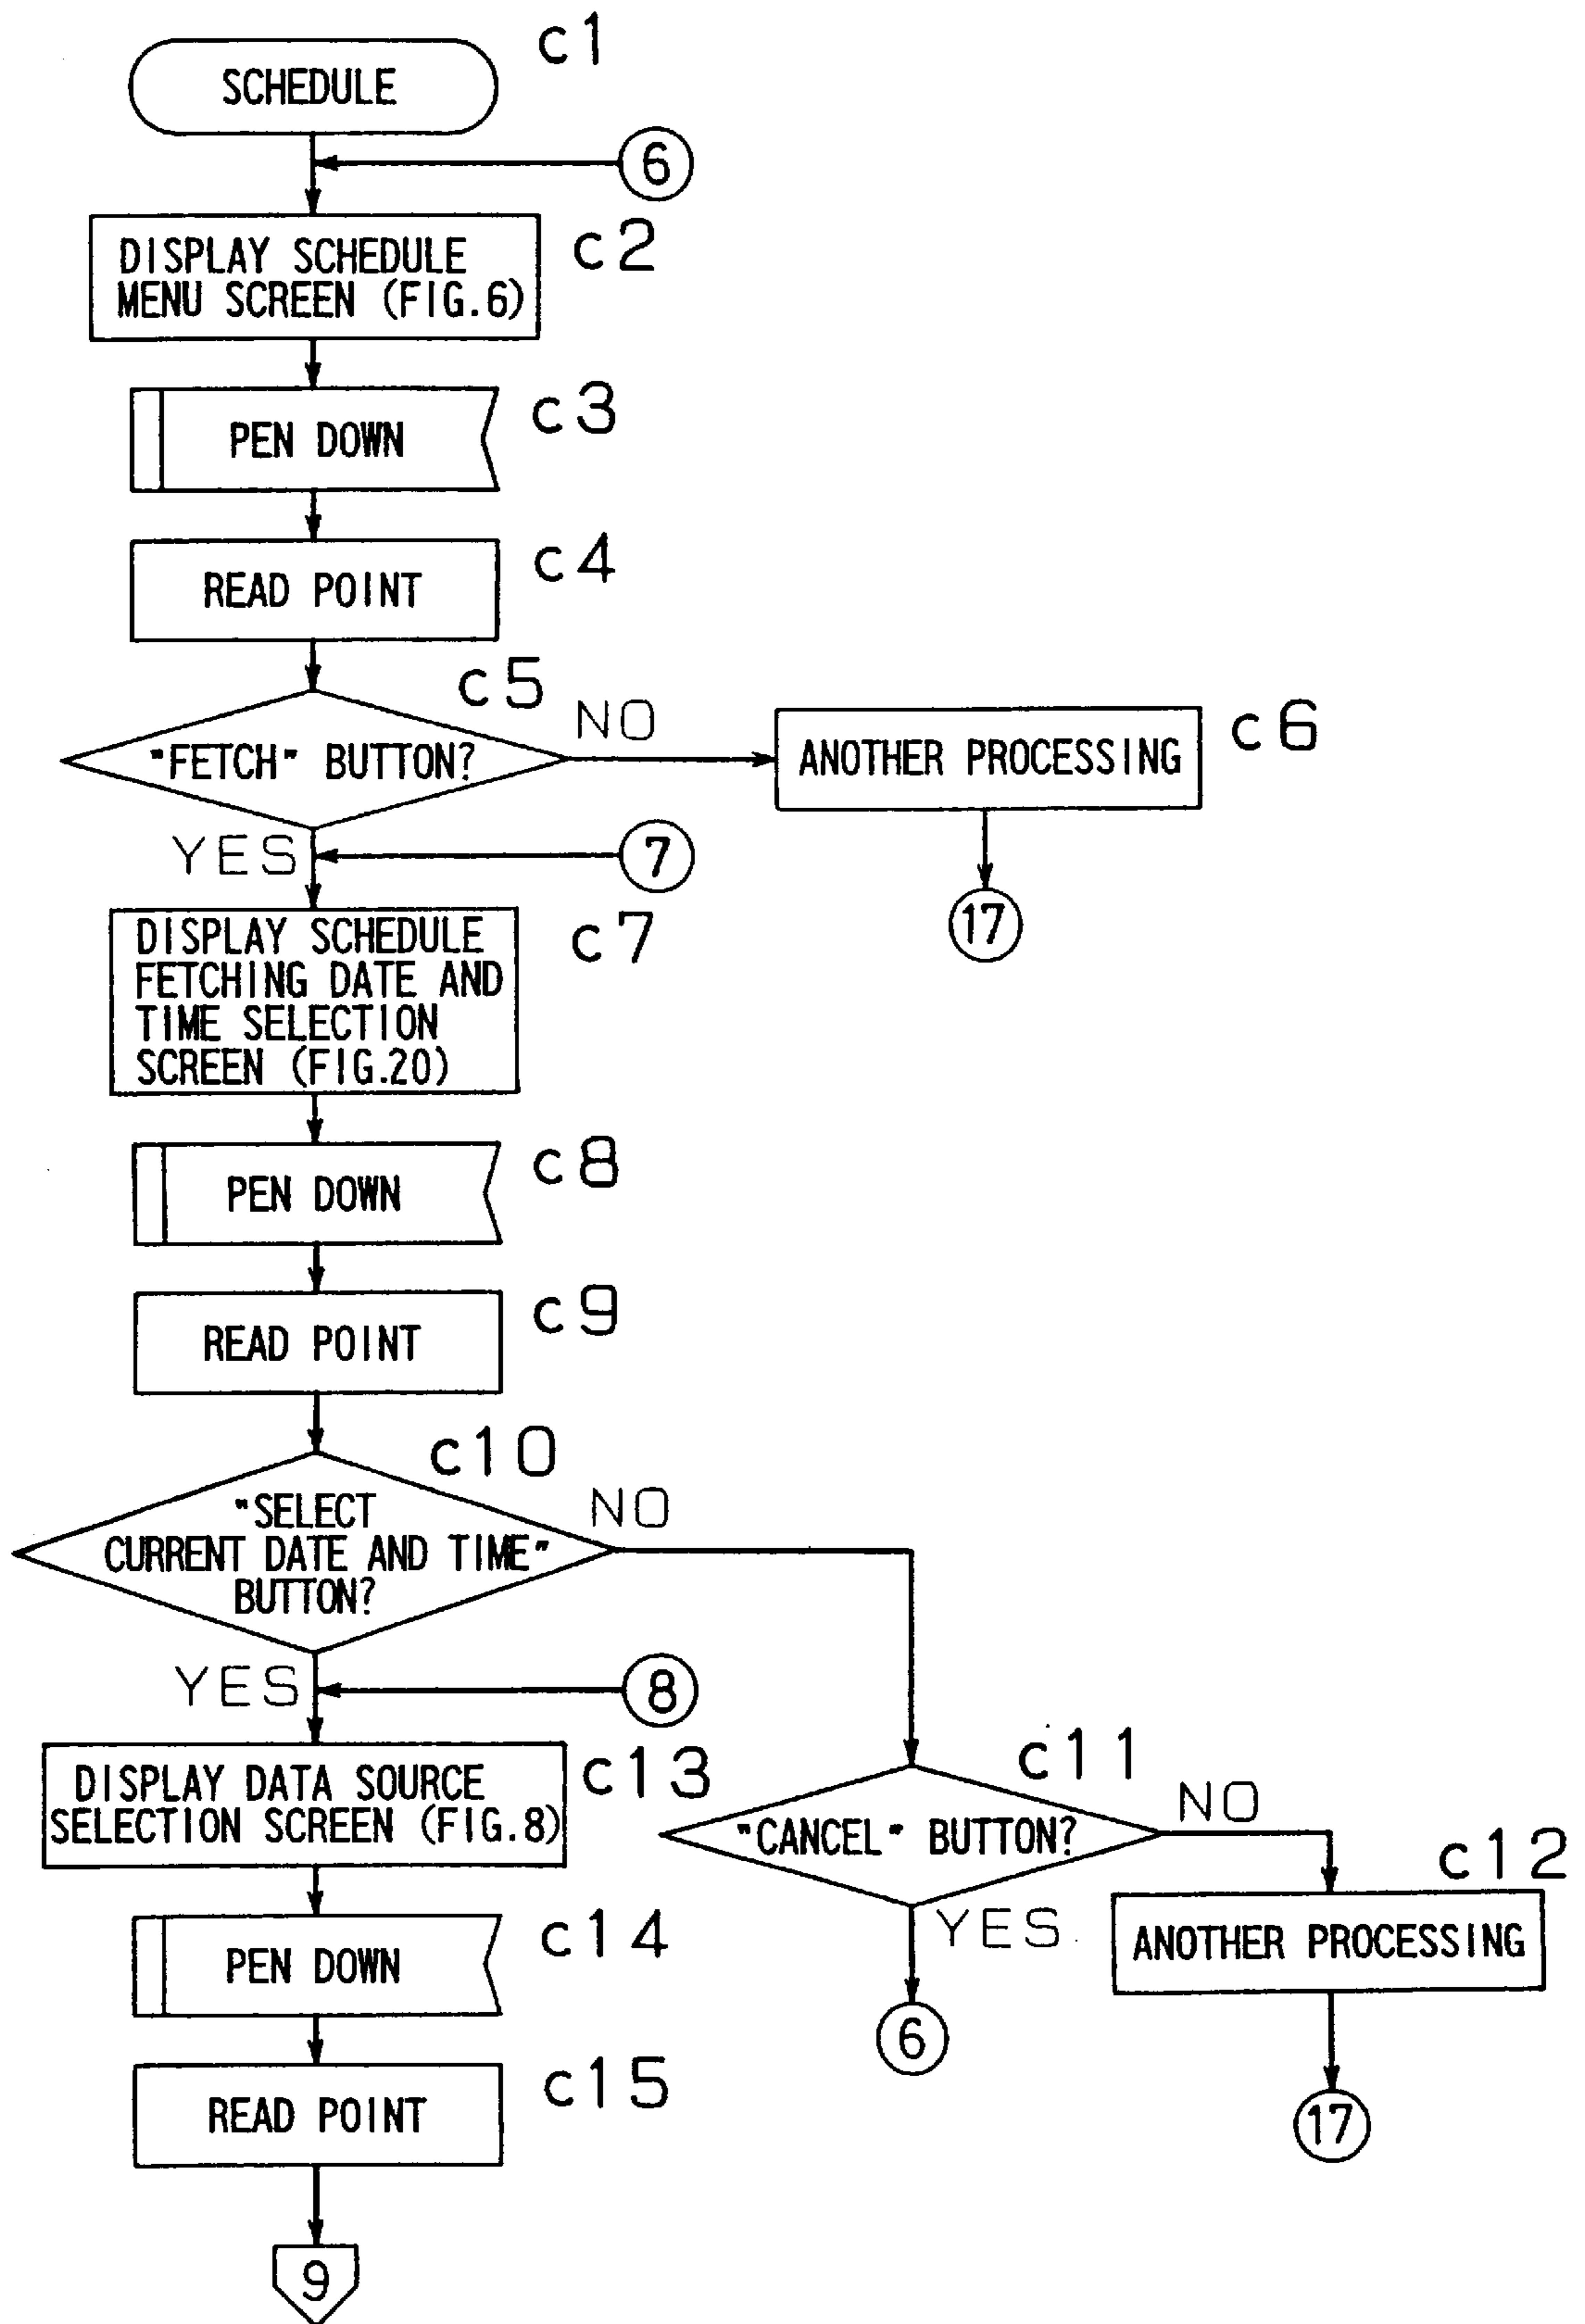 c1
SCHEDULE
6
c2
DISPLAY SCHEDULE
MENU SCREEN (FIG.6)
c3
PEN DOWN
c4
READ POINT
c5
"FETCH" BUTTON?
NO
c6
ANOTHER PROCESSING
YES
7
17
c7
DISPLAY SCHEDULE
FETCHING DATE AND
TIME SELECTION
SCREEN (FIG.20)
c8
PEN DOWN
c9
READ POINT
c10
"SELECT
CURRENT DATE AND TIME"
BUTTON?
NO
YES
8
c13
DISPLAY DATA SOURCE
SELECTION SCREEN (FIG.8)
c11
"CANCEL" BUTTON?
NO
c12
ANOTHER PROCESSING
YES
6
17
c14
PEN DOWN
c15
READ POINT
9